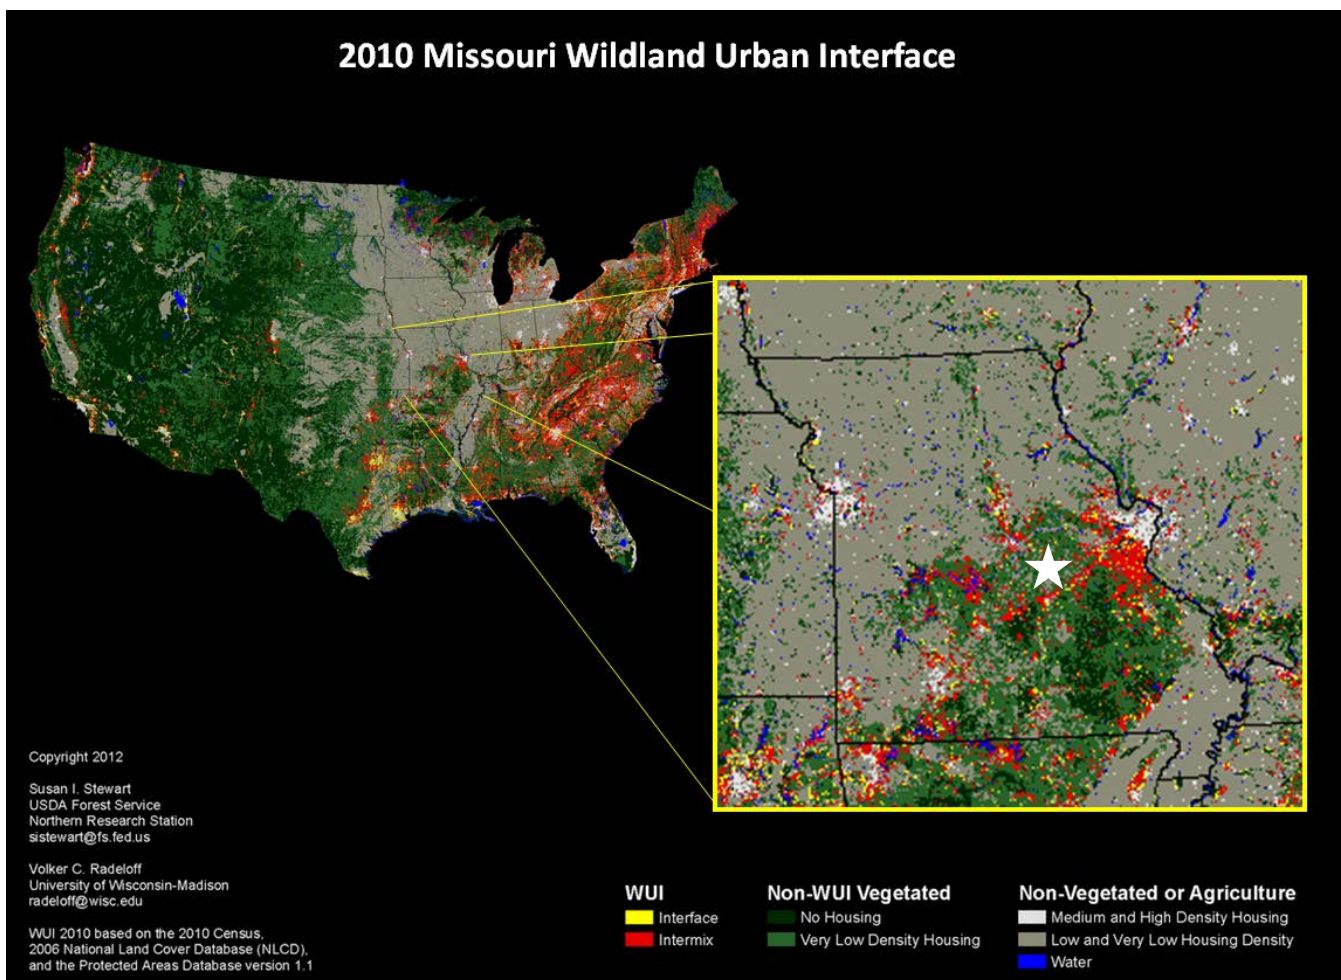 2010 Missouri Wildland Urban Interface
Copyright 2012
Susan I. Stewart
USDA Forest Service
Northern Research Station
sistewart@fs.fed.us
Volker C. Radeloff
University of Wisconsin-Madison
radeloff@wisc.edu
WUI 2010 based on the 2010 Census,
2006 National Land Cover Database (NLCD),
and the Protected Areas Database version 1.1
WUI
Interface
Intermix
Non-WUI Vegetated
No Housing
Very Low Density Housing
Non-Vegetated or Agriculture
Medium and High Density Housing
Low and Very Low Housing Density
Water